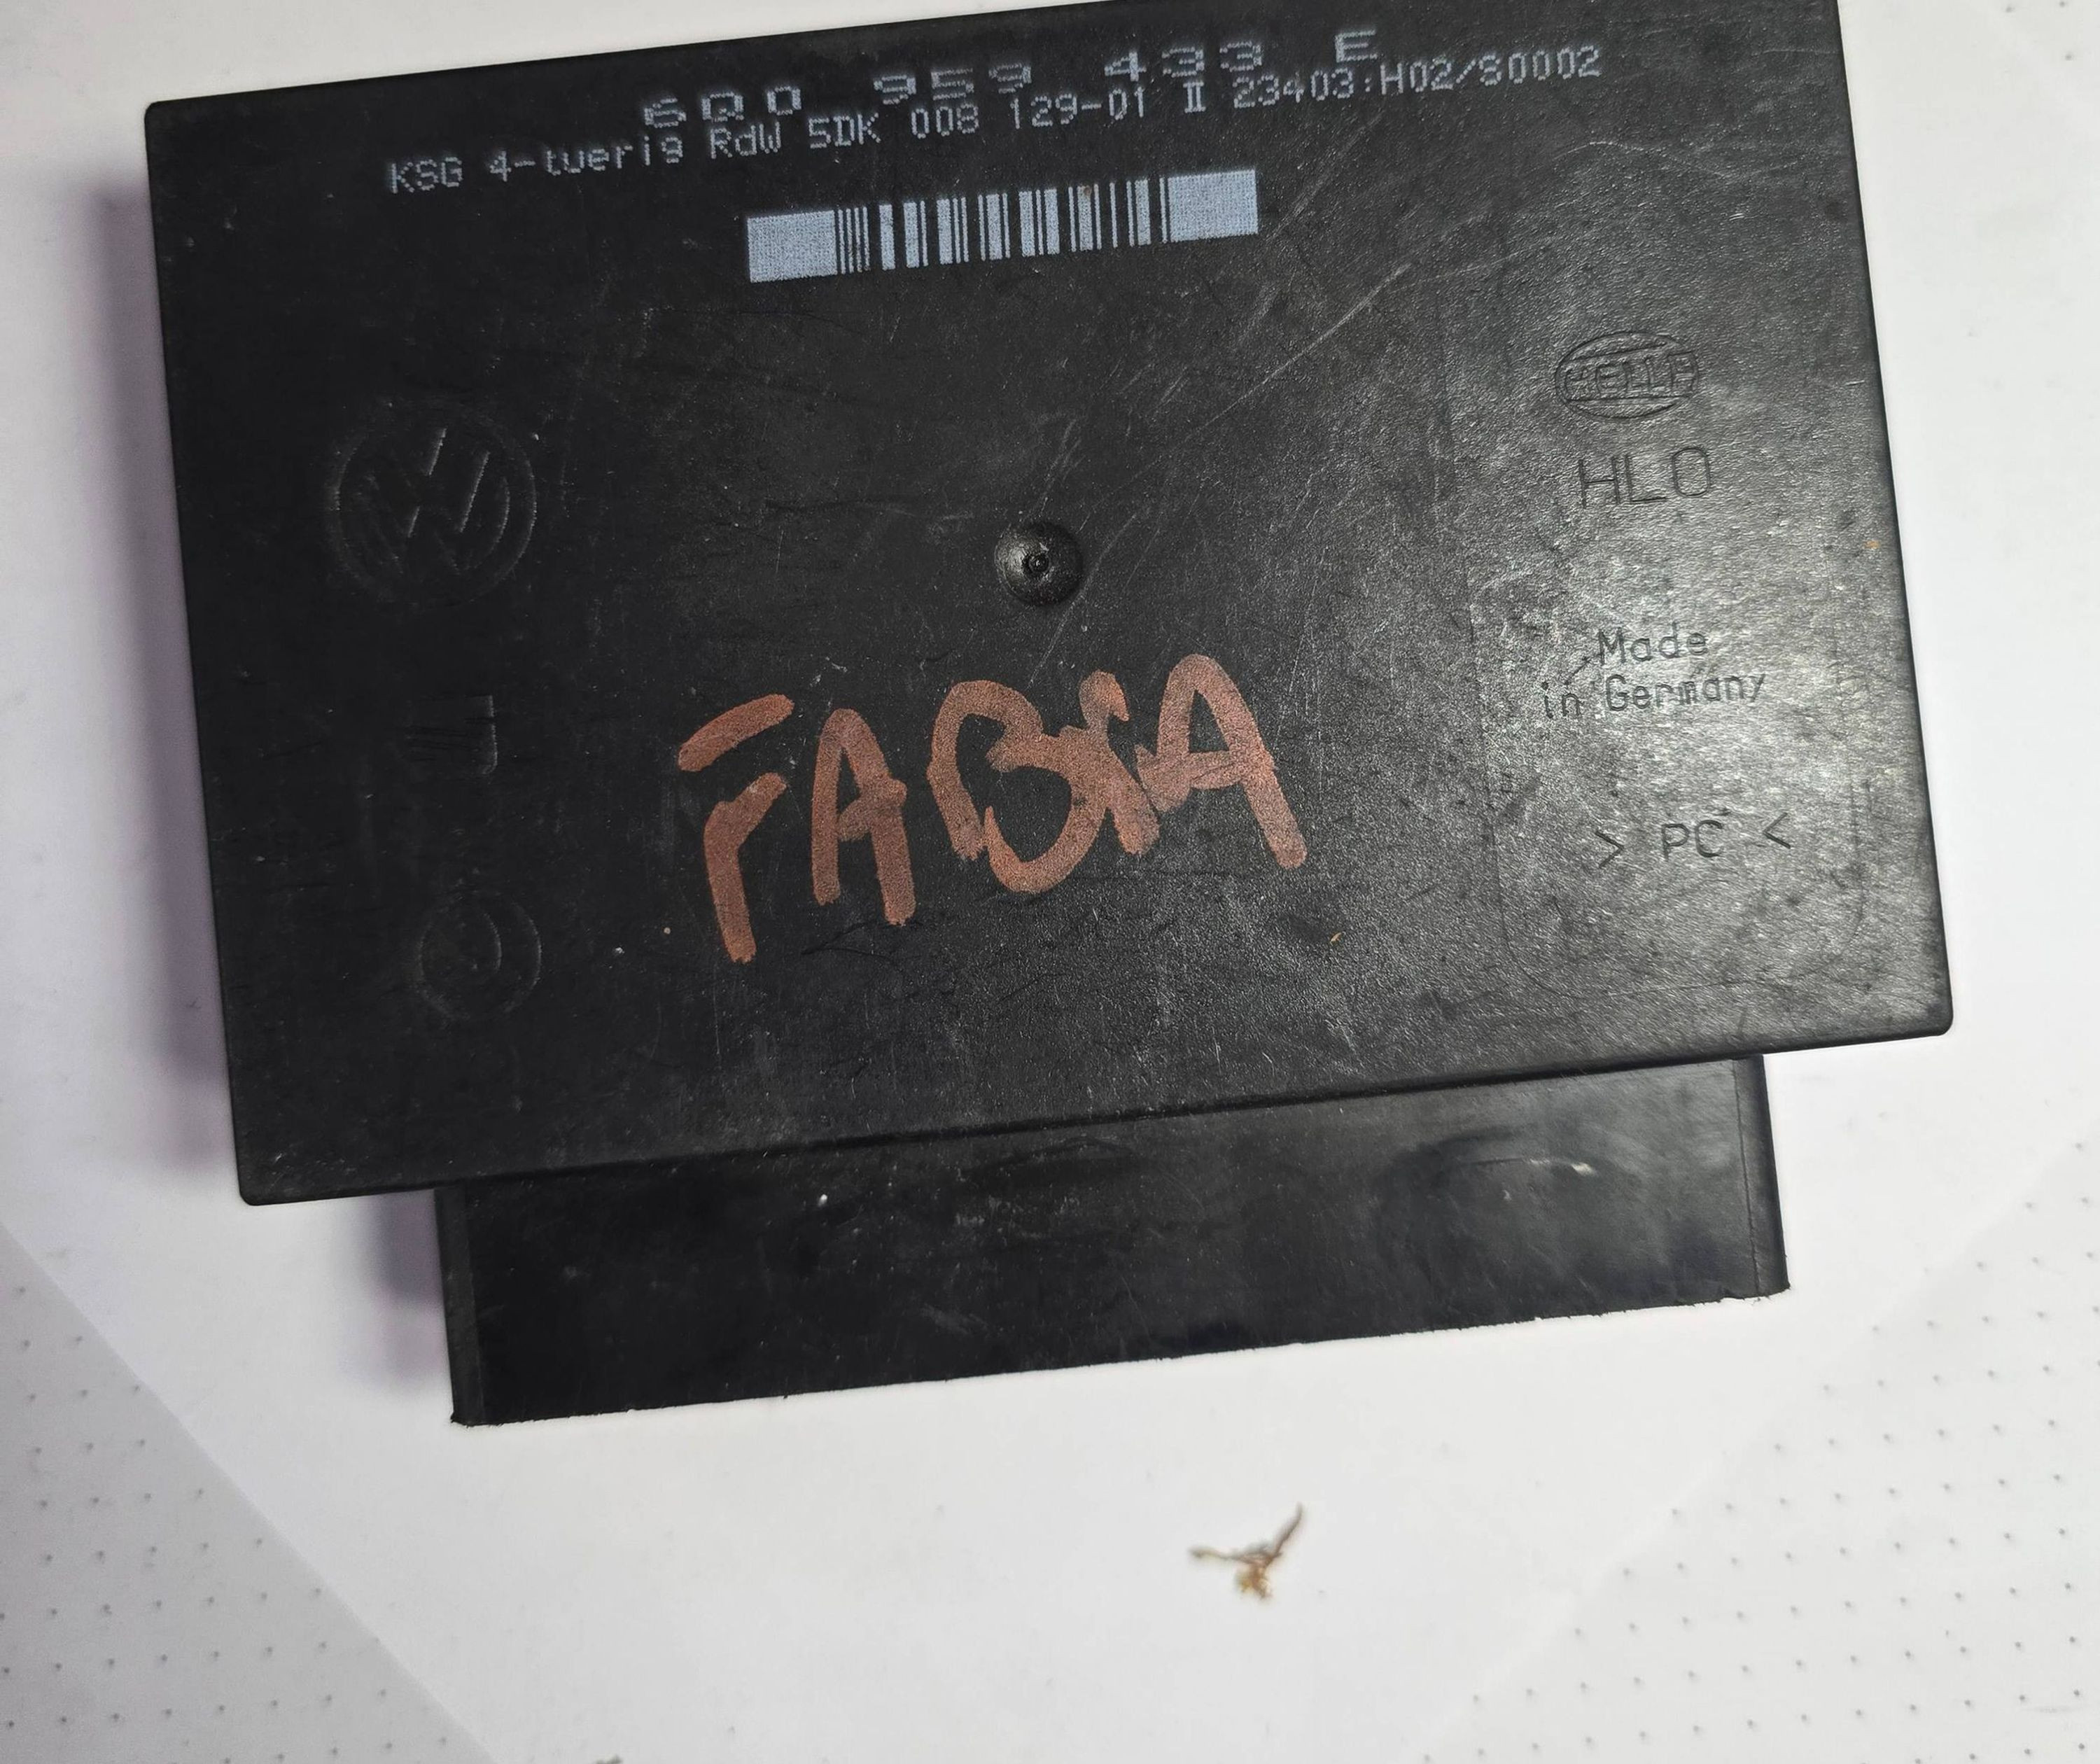 6Q0 959 433 E
KSG 4-tuerig RdW 5DK 008 129-01 II 23403:H02/S0002
HELLA
HLO
Made
in Germany
> PC <
FABIA